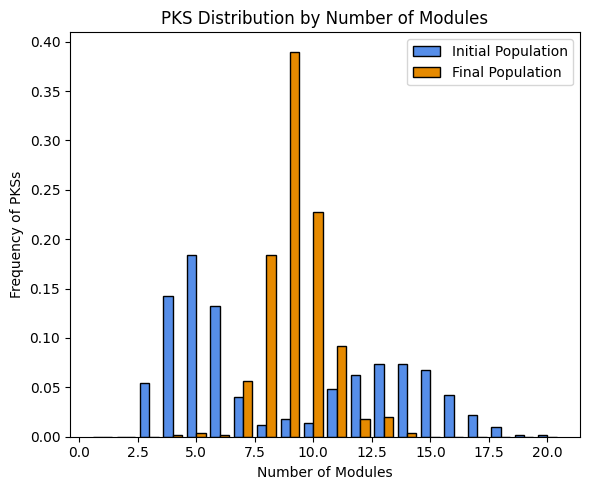 PKS Distribution by Number of Modules
Initial Population
Final Population
Frequency of PKSs
0.40
0.35
0.30
0.25
0.20
0.15
0.10
0.05
0.00
0.0 2.5 5.0 7.5 10.0 12.5 15.0 17.5 20.0
Number of Modules